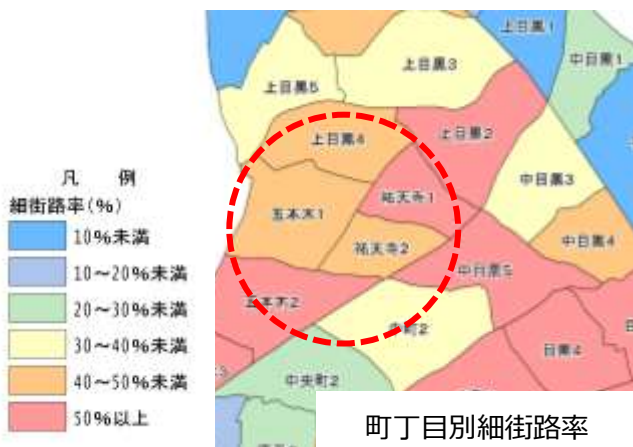 凡 例
細街路率(%)
10%未満
10～20%未満
20～30%未満
30～40%未満
40～50%未満
50%以上
上目黒1
上目黒3
中目黒1
上目黒5
上目黒4
上目黒2
中目黒3
祐天寺1
五本木1
中目黒4
祐天寺2
中目黒5
五本木2
目黒4
中央町2
町丁目別細街路率